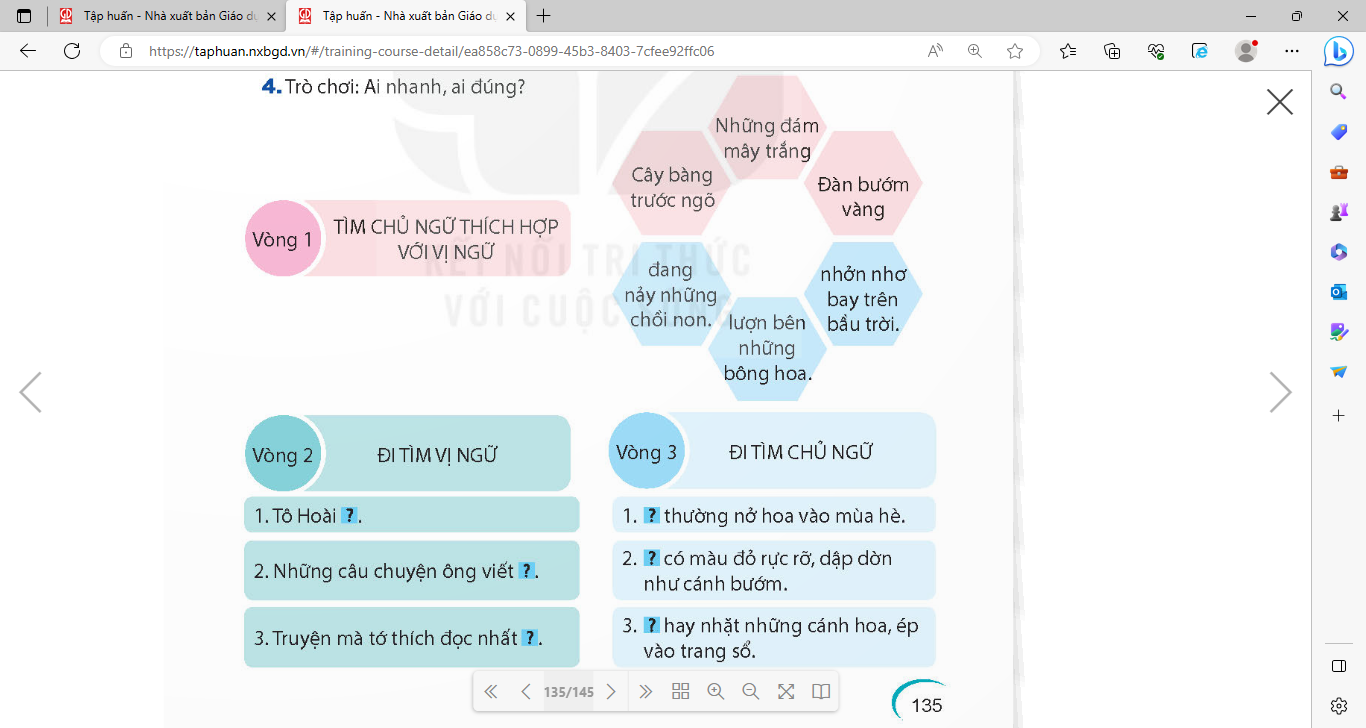 Tập huấn - Nhà xuất bản Giáo dụ
Tập huấn - Nhà xuất bản Giáo dụ
https://taphuan.nxbgd.vn/#/training-course-detail/ea858c73-0899-45b3-8403-7cfee92ffc06
4. Trò chơi: Ai nhanh, ai đúng?
Những đám
mây trắng
Cây bàng
trước ngõ
Đàn bướm
vàng
Vòng 1
TÌM CHỦ NGỮ THÍCH HỢP
VỚI VỊ NGỮ
KẾT NỐI TRI THỨC
VỚI CUỘC SỐNG
đang
nảy những
chồi non.
nhởn nhơ
bay trên
bầu trời.
lượn bên
những
bông hoa.
Vòng 2
ĐI TÌM VỊ NGỮ
1. Tô Hoài ?.
2. Những câu chuyện ông viết ?.
3. Truyện mà tớ thích đọc nhất ?.
Vòng 3
ĐI TÌM CHỦ NGỮ
1. ? thường nở hoa vào mùa hè.
2. ? có màu đỏ rực rỡ, dập dờn
như cánh bướm.
3. ? hay nhặt những cánh hoa, ép
vào trang sổ.
135/145
135